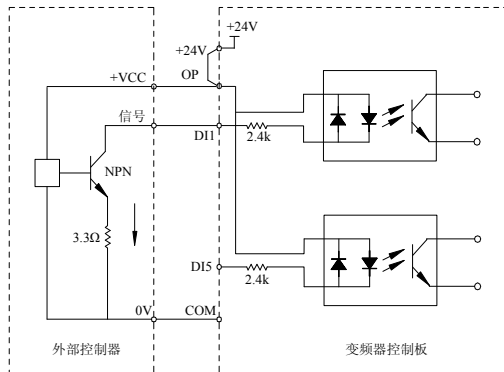 +24V
+24V
+VCC
OP
信号
DI1
2.4k
NPN
3.3Ω
DI5
2.4k
0V
COM
外部控制器
变频器控制板